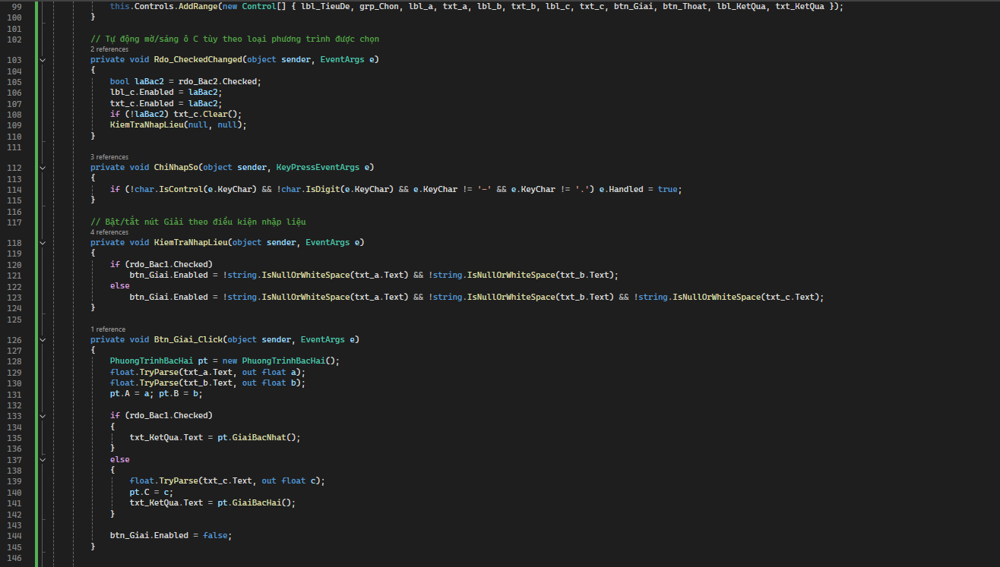 99 this.Controls.AddRange(new Control[] { lbl_TieuDe, grp_Chon, lbl_a, txt_a, lbl_b, txt_b, lbl_c, txt_c, btn_Giai, btn_Thoat, lbl_KetQua, txt_KetQua });
100 }
101
102 // Tự động mờ/sáng ô C tùy theo loại phương trình được chọn
2 references
103 private void Rdo_CheckedChanged(object sender, EventArgs e)
104 {
105 bool laBac2 = rdo_Bac2.Checked;
106 lbl_c.Enabled = laBac2;
107 txt_c.Enabled = laBac2;
108 if (!laBac2) txt_c.Clear();
109 KiemTraNhapLieu(null, null);
110 }
111
3 references
112 private void ChiNhapSo(object sender, KeyPressEventArgs e)
113 {
114 if (!char.IsControl(e.KeyChar) && !char.IsDigit(e.KeyChar) && e.KeyChar != '-' && e.KeyChar != '.') e.Handled = true;
115 }
116
117 // Bật/tắt nút Giải theo điều kiện nhập liệu
4 references
118 private void KiemTraNhapLieu(object sender, EventArgs e)
119 {
120 if (rdo_Bac1.Checked)
121 btn_Giai.Enabled = !string.IsNullOrWhiteSpace(txt_a.Text) && !string.IsNullOrWhiteSpace(txt_b.Text);
122 else
123 btn_Giai.Enabled = !string.IsNullOrWhiteSpace(txt_a.Text) && !string.IsNullOrWhiteSpace(txt_b.Text) && !string.IsNullOrWhiteSpace(txt_c.Text);
124 }
125
1 reference
126 private void Btn_Giai_Click(object sender, EventArgs e)
127 {
128 PhuongTrinhBacHai pt = new PhuongTrinhBacHai();
129 float.TryParse(txt_a.Text, out float a);
130 float.TryParse(txt_b.Text, out float b);
131 pt.A = a; pt.B = b;
132
133 if (rdo_Bac1.Checked)
134 {
135 txt_KetQua.Text = pt.GiaiBacNhat();
136 }
137 else
138 {
139 float.TryParse(txt_c.Text, out float c);
140 pt.C = c;
141 txt_KetQua.Text = pt.GiaiBacHai();
142 }
143
144 btn_Giai.Enabled = false;
145 }
146